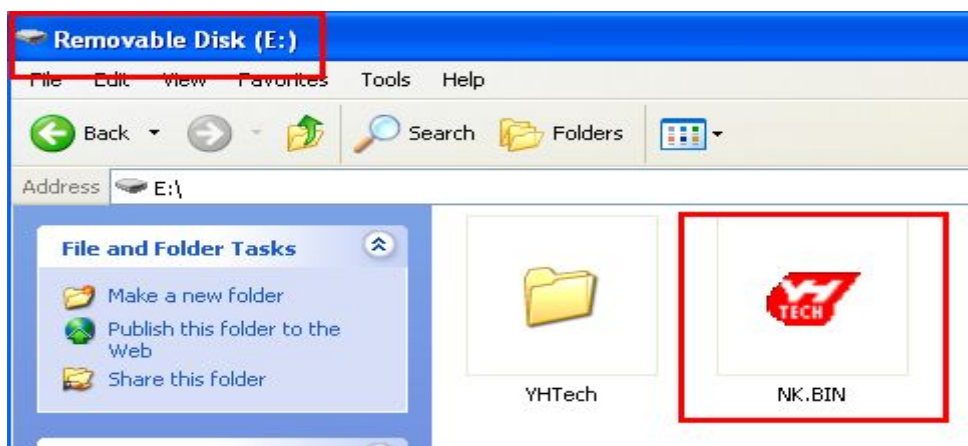 Removable Disk (E:)
File Edit View Favorites Tools Help
Back Search Folders
Address E:\
File and Folder Tasks
Make a new folder
Publish this folder to the
Web
Share this folder
YH
TECH
YHTech NK.BIN